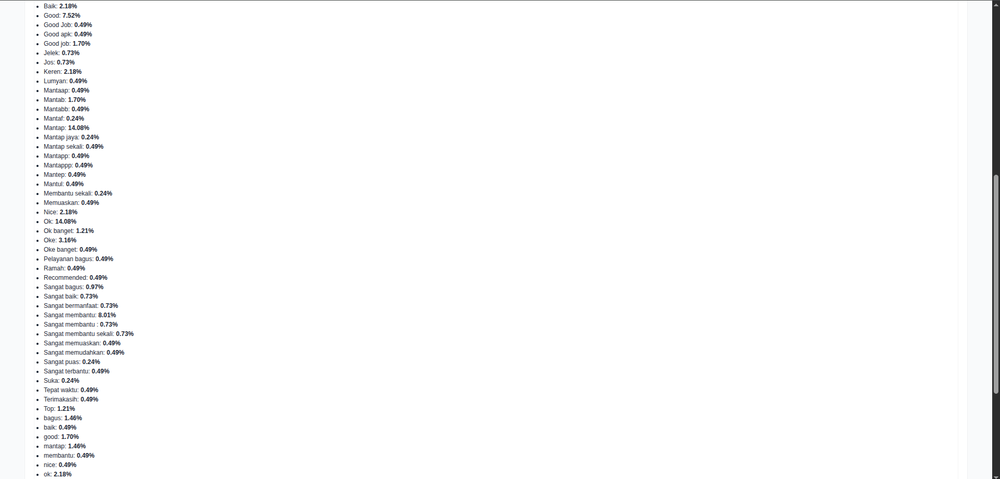 Baik: 2.18%
Good: 7.52%
Good Job: 0.49%
Good apk: 0.49%
Good job: 1.70%
Jelek: 0.73%
Jos: 0.73%
Keren: 2.18%
Lumyan: 0.49%
Mantaap: 0.49%
Mantab: 1.70%
Mantabb: 0.49%
Mantaf: 0.24%
Mantap: 14.08%
Mantap jaya: 0.24%
Mantap sekali: 0.49%
Mantapp: 0.49%
Mantappp: 0.49%
Mantep: 0.49%
Mantul: 0.49%
Membantu sekali: 0.24%
Memuaskan: 0.49%
Nice: 2.18%
Ok: 14.08%
Ok banget: 1.21%
Oke: 3.16%
Oke banget: 0.49%
Pelayanan bagus: 0.49%
Ramah: 0.49%
Recommended: 0.49%
Sangat bagus: 0.97%
Sangat baik: 0.73%
Sangat bermanfaat: 0.73%
Sangat membantu: 8.01%
Sangat membantu : 0.73%
Sangat membantu sekali: 0.73%
Sangat memuaskan: 0.49%
Sangat memudahkan: 0.49%
Sangat puas: 0.24%
Sangat terbantu: 0.49%
Suka: 0.24%
Tepat waktu: 0.49%
Terimakasih: 0.49%
Top: 1.21%
bagus: 1.46%
baik: 0.49%
good: 1.70%
mantap: 1.46%
membantu: 0.49%
nice: 0.49%
ok: 2.18%